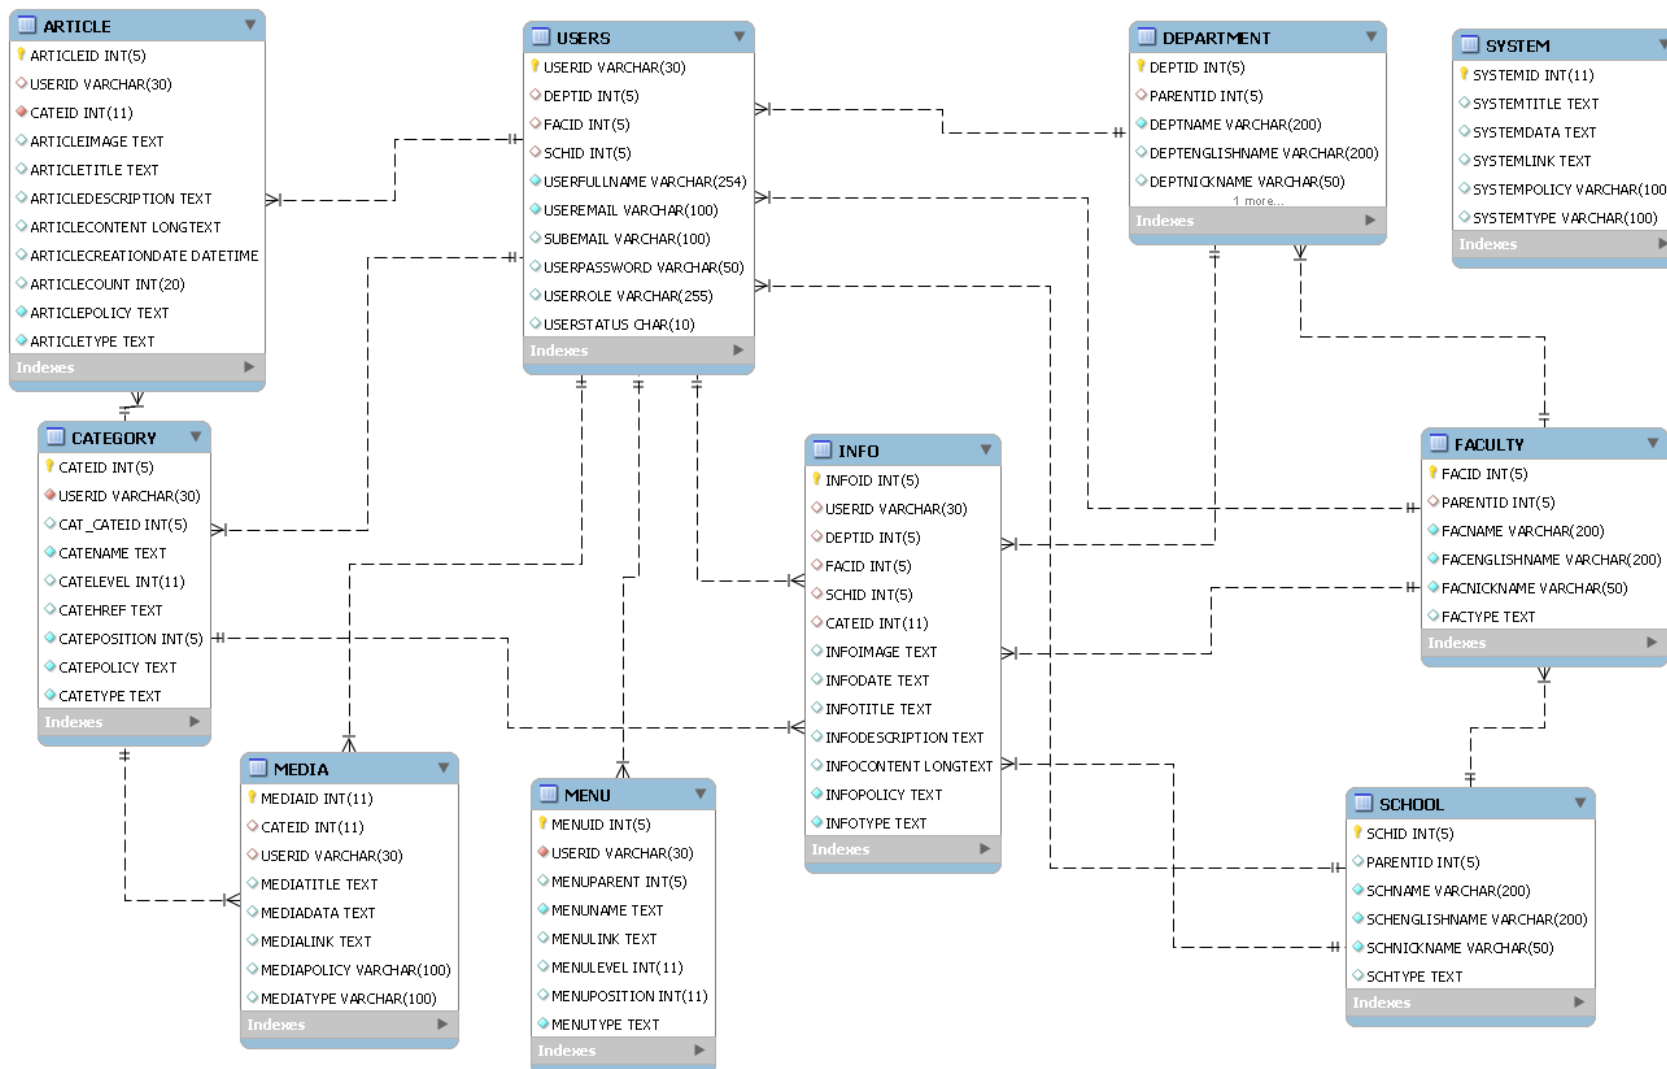 ARTICLE
ARTICLEID INT(5)
USERID VARCHAR(30)
CATEID INT(11)
ARTICLEIMAGE TEXT
ARTICLETITLE TEXT
ARTICLEDESCRIPTION TEXT
ARTICLECONTENT LONGTEXT
ARTICLECREATIONDATE DATETIME
ARTICLECOUNT INT(20)
ARTICLEPOLICY TEXT
ARTICLETYPE TEXT
Indexes
USERS
USERID VARCHAR(30)
DEPTID INT(5)
FACID INT(5)
SCHID INT(5)
USERFULLNAME VARCHAR(254)
USEREMAIL VARCHAR(100)
SUBEMAIL VARCHAR(100)
USERPASSWORD VARCHAR(50)
USERROLE VARCHAR(255)
USERSTATUS CHAR(10)
Indexes
DEPARTMENT
DEPTID INT(5)
PARENTID INT(5)
DEPTNAME VARCHAR(200)
DEPTENGLISHNAME VARCHAR(200)
DEPTNICKNAME VARCHAR(50)
1 more...
Indexes
SYSTEM
SYSTEMID INT(11)
SYSTEMTITLE TEXT
SYSTEMDATA TEXT
SYSTEMLINK TEXT
SYSTEMPOLICY VARCHAR(100
SYSTEMTYPE VARCHAR(100)
Indexes
CATEGORY
CATEID INT(5)
USERID VARCHAR(30)
CAT_CATEID INT(5)
CATENAME TEXT
CATELEVEL INT(11)
CATEHREF TEXT
CATEPOSITION INT(5)
CATEPOLICY TEXT
CATETYPE TEXT
Indexes
INFO
INFOID INT(5)
USERID VARCHAR(30)
DEPTID INT(5)
FACID INT(5)
SCHID INT(5)
CATEID INT(11)
INFOIMAGE TEXT
INFODATE TEXT
INFOTITLE TEXT
INFODESCRIPTION TEXT
INFOCONTENT LONGTEXT
INFOPOLICY TEXT
INFOTYPE TEXT
Indexes
FACULTY
FACID INT(5)
PARENTID INT(5)
FACNAME VARCHAR(200)
FACENGLISHNAME VARCHAR(200)
FACNICKNAME VARCHAR(50)
FACTYPE TEXT
Indexes
MEDIA
MEDIAID INT(11)
CATEID INT(11)
USERID VARCHAR(30)
MEDIATITLE TEXT
MEDIADATA TEXT
MEDIALINK TEXT
MEDIAPOLICY VARCHAR(100)
MEDIATYPE VARCHAR(100)
Indexes
MENU
MENUID INT(5)
USERID VARCHAR(30)
MENUPARENT INT(5)
MENUNAME TEXT
MENULINK TEXT
MENULEVEL INT(11)
MENUPOSITION INT(11)
MENUTYPE TEXT
Indexes
SCHOOL
SCHID INT(5)
PARENTID INT(5)
SCHNAME VARCHAR(200)
SCHENGLISHNAME VARCHAR(200)
SCHNICKNAME VARCHAR(50)
SCHTYPE TEXT
Indexes